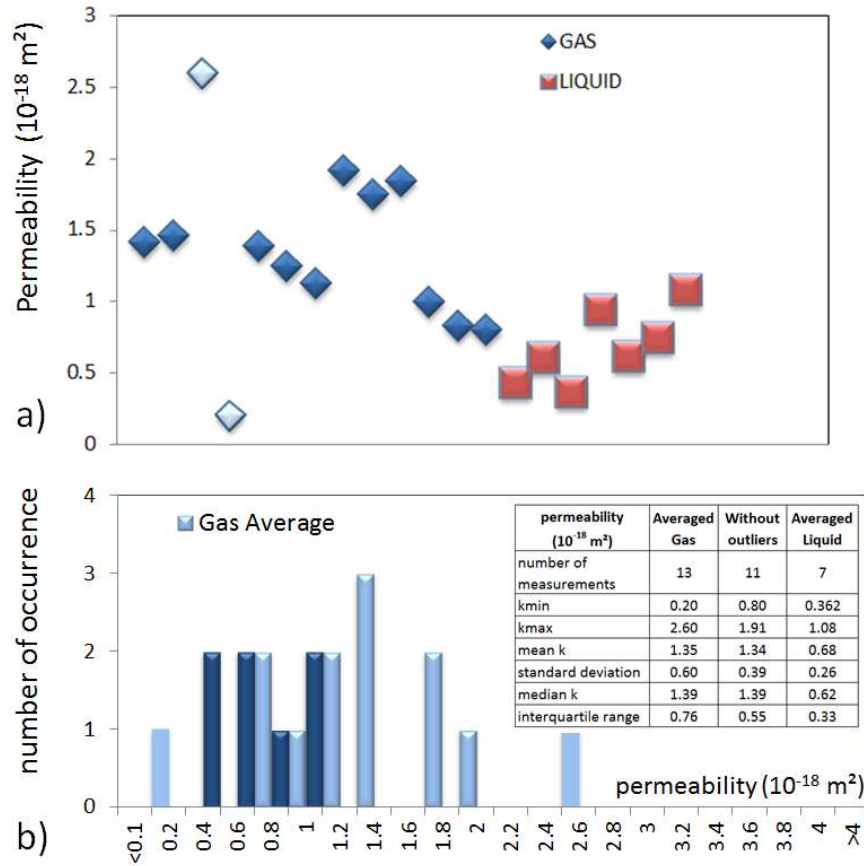 3
2.5
2
1.5
1
0.5
0
Permeability (10⁻¹⁸ m²)
GAS
LIQUID
a)
4
3
2
1
0
number of occurrence
Gas Average
permeability (10⁻¹⁸ m²) Averaged Gas Without outliers Averaged Liquid
number of measurements 13 11 7
kmin 0.20 0.80 0.362
kmax 2.60 1.91 1.08
mean k 1.35 1.34 0.68
standard deviation 0.60 0.39 0.26
median k 1.39 1.39 0.62
interquartile range 0.76 0.55 0.33
permeability (10⁻¹⁸ m²)
<0.1 0.2 0.4 0.6 0.8 1 1.2 1.4 1.6 1.8 2 2.2 2.4 2.6 2.8 3 3.2 3.4 3.6 3.8 4 >4
b)